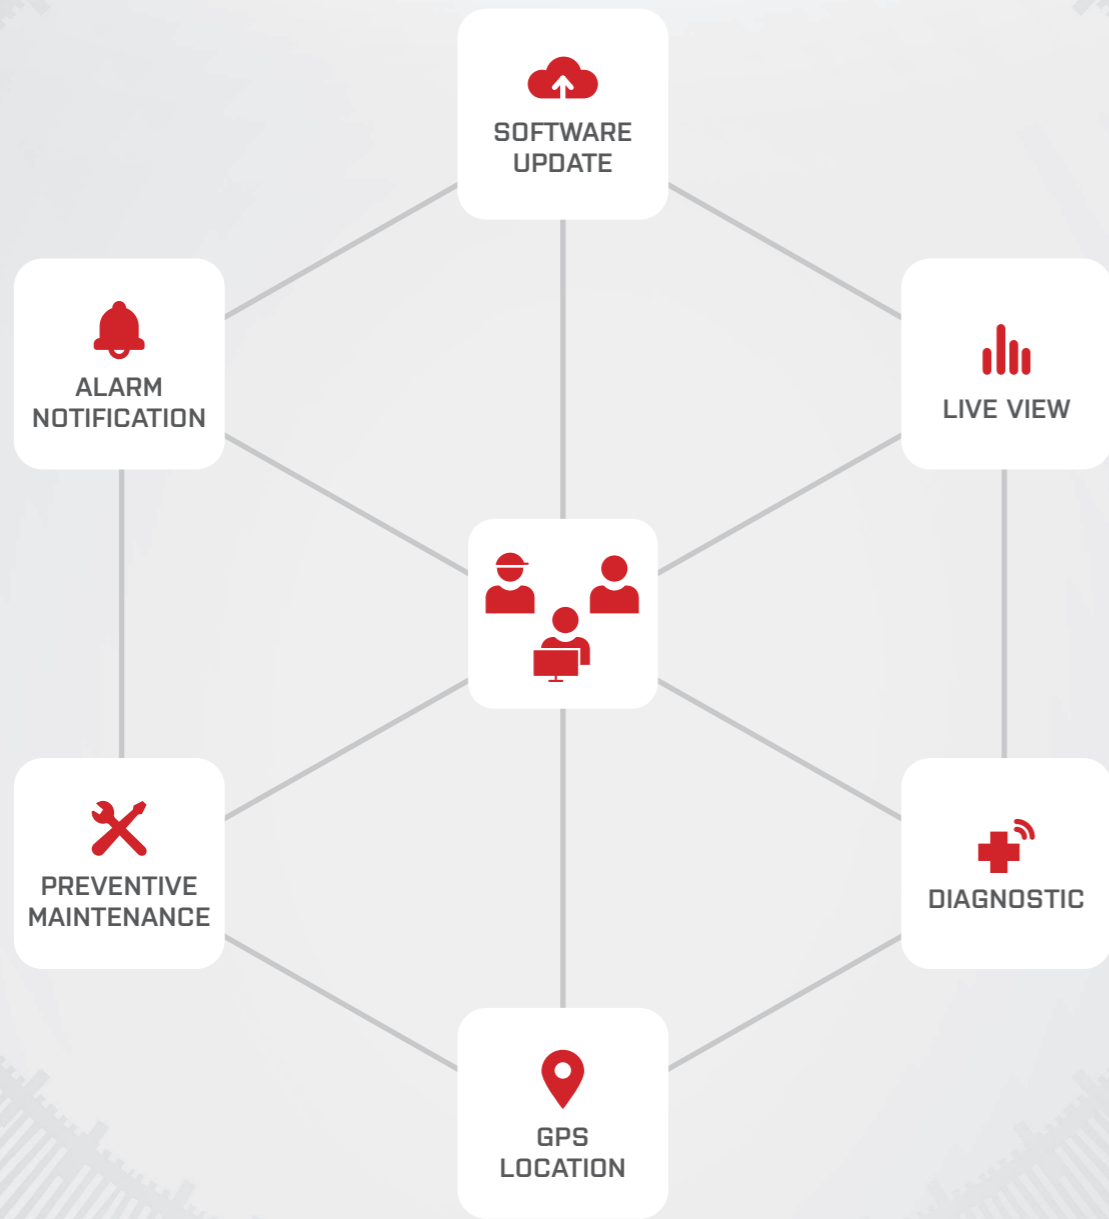 SOFTWARE
UPDATE
ALARM
NOTIFICATION
LIVE VIEW
PREVENTIVE
MAINTENANCE
DIAGNOSTIC
GPS
LOCATION